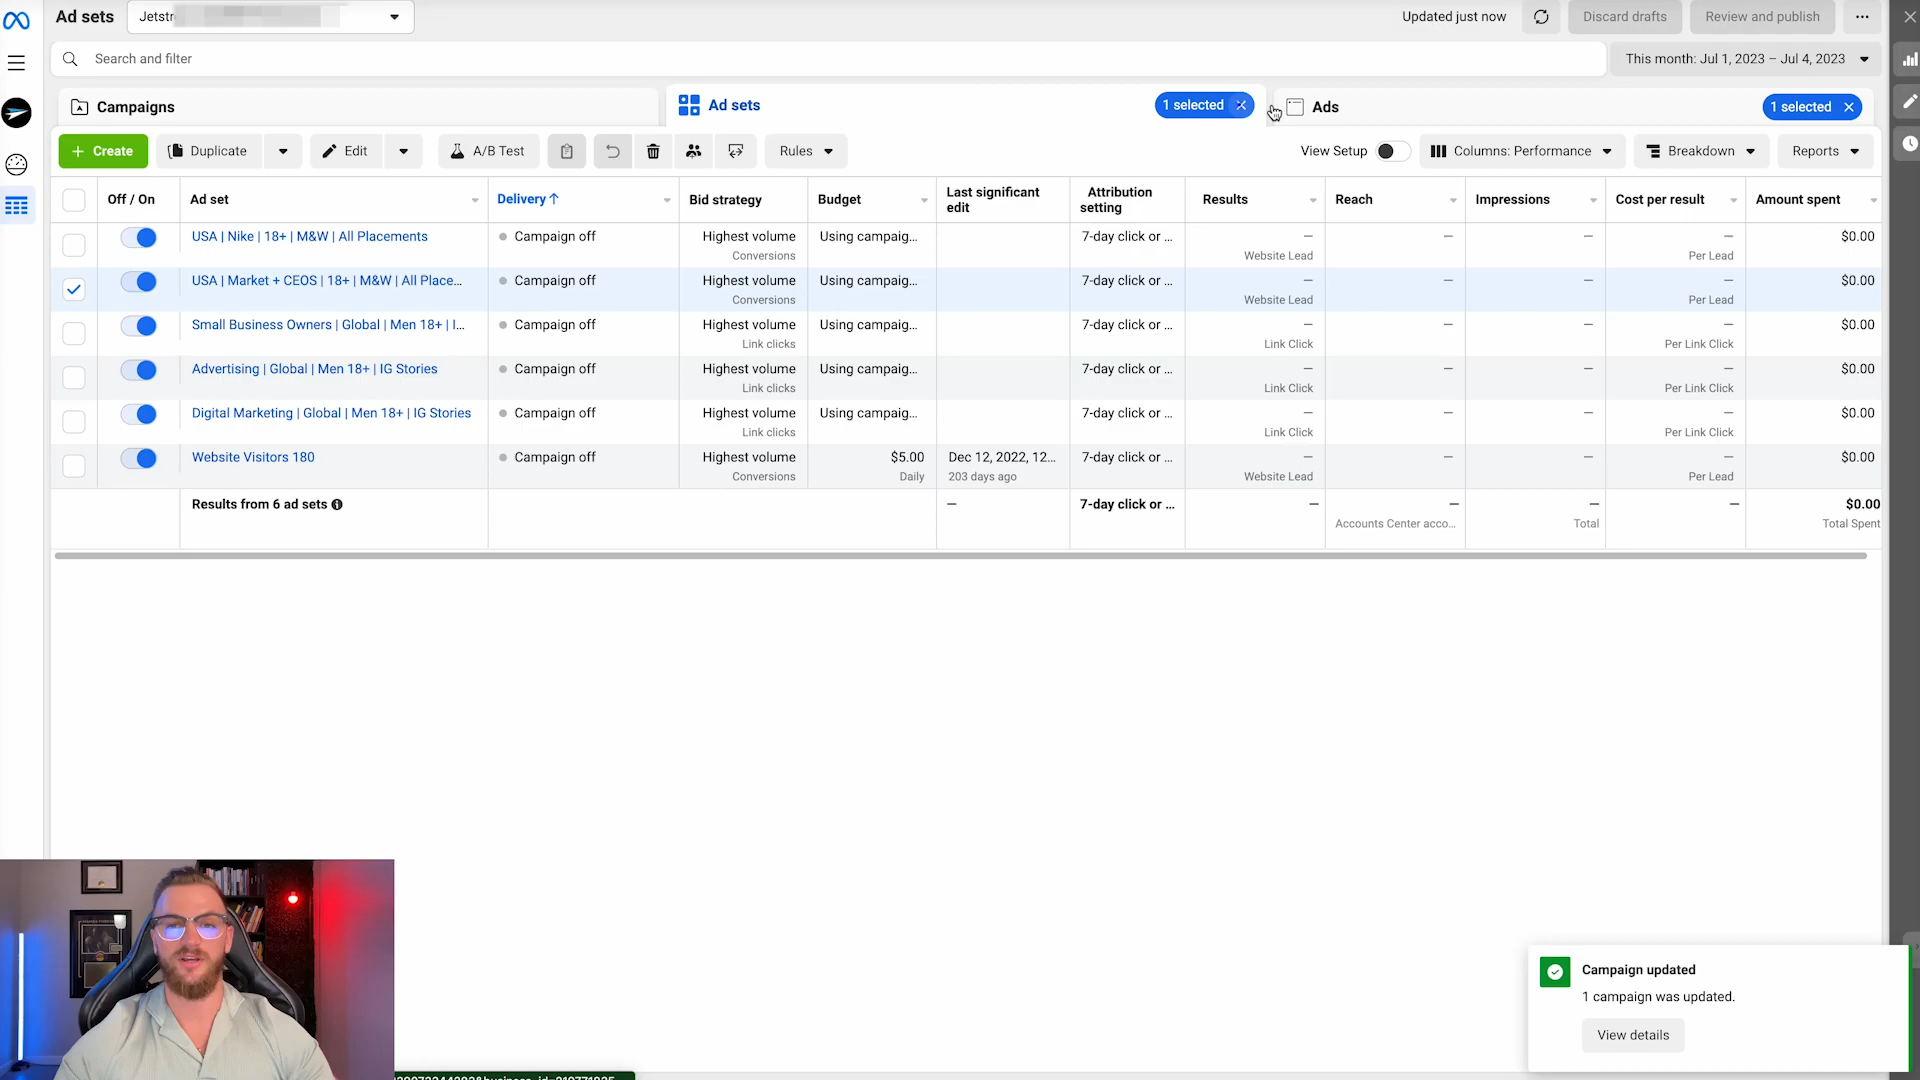 Ad sets
Jetstr
Updated just now
Discard drafts
Review and publish
Search and filter
This month: Jul 1, 2023 – Jul 4, 2023
Campaigns
Ad sets
1 selected
Ads
1 selected
+ Create
Duplicate
Edit
A/B Test
Rules
View Setup
Columns: Performance
Breakdown
Reports
Off / On
Ad set
Delivery ↑
Bid strategy
Budget
Last significant
edit
Attribution
setting
Results
Reach
Impressions
Cost per result
Amount spent
USA | Nike | 18+ | M&W | All Placements
Campaign off
Highest volume
Conversions
Using campaig...
7-day click or ...
—
Website Lead
—
—
—
Per Lead
$0.00
USA | Market + CEOS | 18+ | M&W | All Place...
Campaign off
Highest volume
Conversions
Using campaig...
7-day click or ...
—
Website Lead
—
—
—
Per Lead
$0.00
Small Business Owners | Global | Men 18+ | I...
Campaign off
Highest volume
Link clicks
Using campaig...
7-day click or ...
—
Link Click
—
—
—
Per Link Click
$0.00
Advertising | Global | Men 18+ | IG Stories
Campaign off
Highest volume
Link clicks
Using campaig...
7-day click or ...
—
Link Click
—
—
—
Per Link Click
$0.00
Digital Marketing | Global | Men 18+ | IG Stories
Campaign off
Highest volume
Link clicks
Using campaig...
7-day click or ...
—
Link Click
—
—
—
Per Link Click
$0.00
Website Visitors 180
Campaign off
Highest volume
Conversions
$5.00
Daily
Dec 12, 2022, 12...
203 days ago
7-day click or ...
—
Website Lead
—
—
—
Per Lead
$0.00
Results from 6 ad sets
—
7-day click or ...
—
—
Accounts Center acco...
—
Total
—
$0.00
Total Spent
Campaign updated
1 campaign was updated.
View details